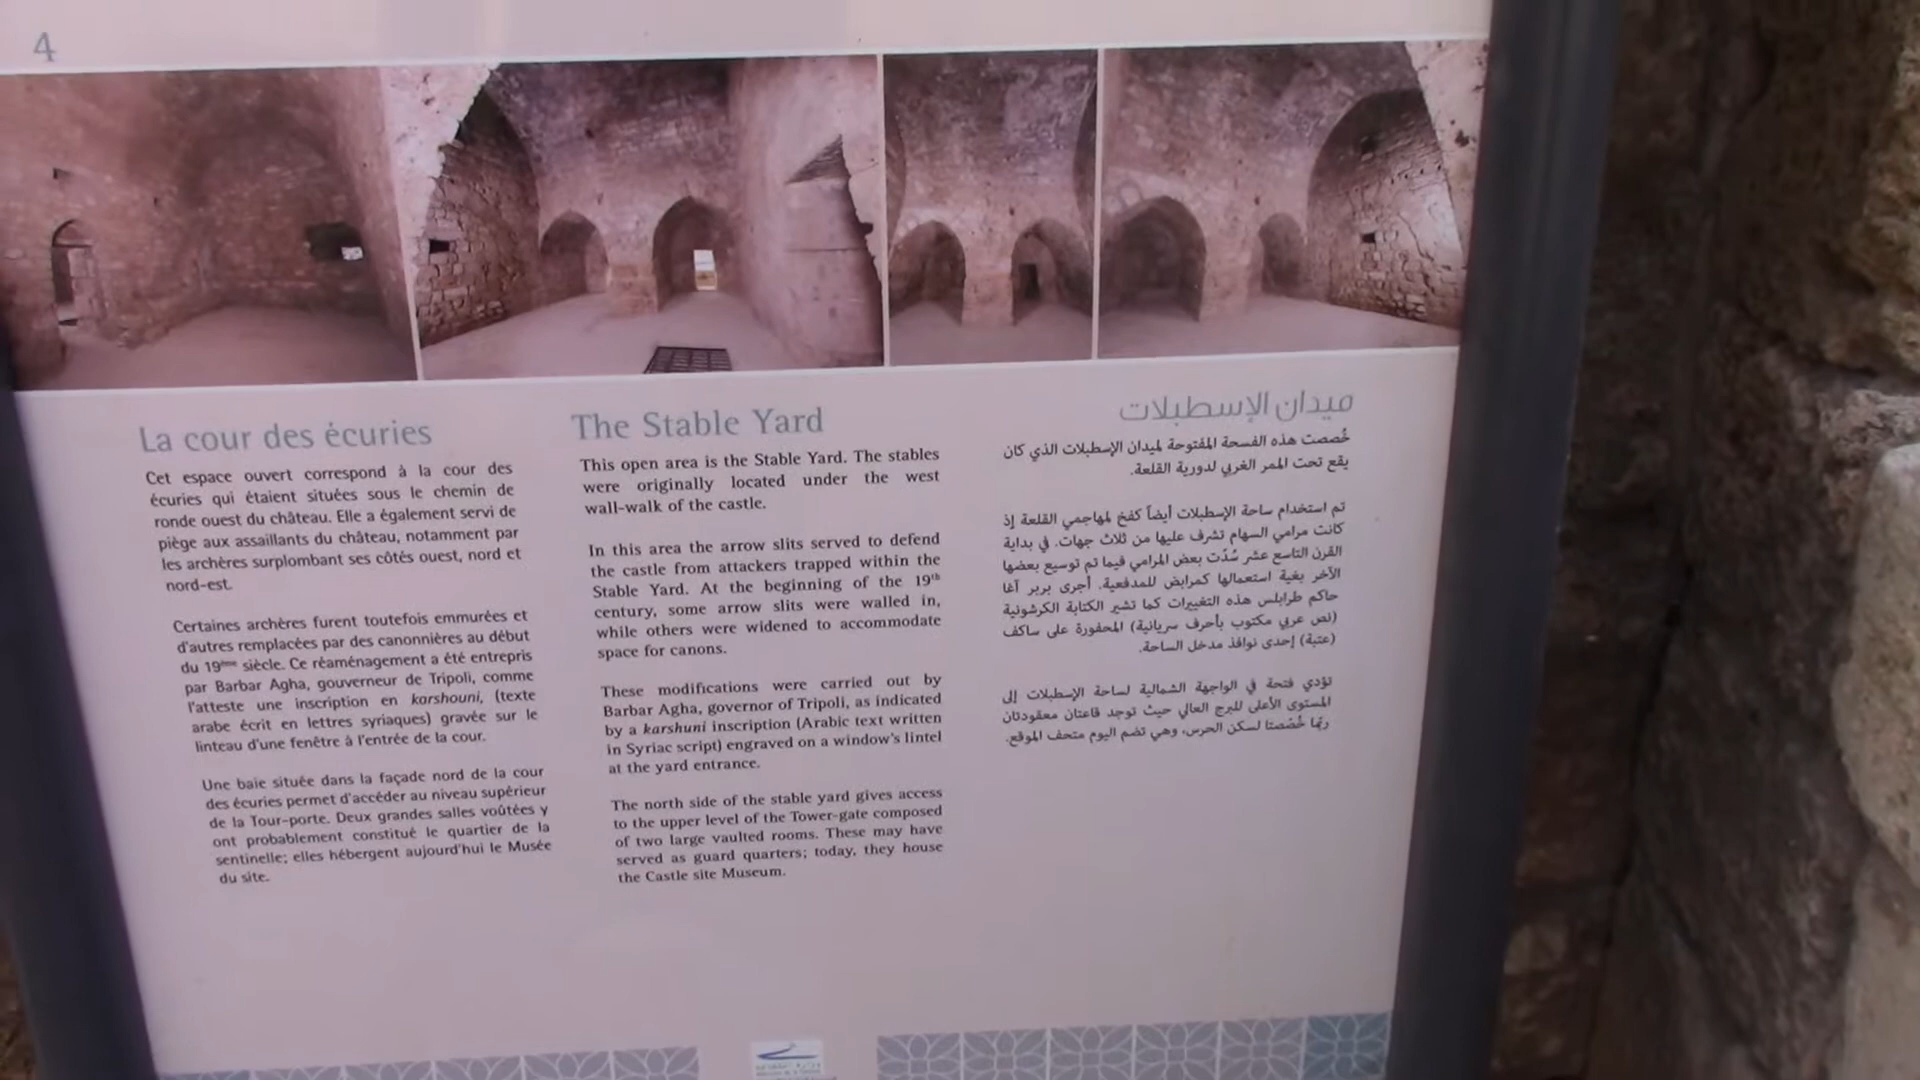 4
La cour des écuries
Cet espace ouvert correspond à la cour des
écuries qui étaient situées sous le chemin de
ronde ouest du château. Elle a également servi de
piège aux assaillants du château, notamment par
les archères surplombant ses côtés ouest, nord et
nord-est.
Certaines archères furent toutefois emmurées et
d'autres remplacées par des canonnières au début
du 19ème siècle. Ce réaménagement a été entrepris
par Barbar Agha, gouverneur de Tripoli, comme
l'atteste une inscription en karshouni, (texte
arabe écrit en lettres syriaques) gravée sur le
linteau d'une fenêtre à l'entrée de la cour.
Une baie située dans la façade nord de la cour
des écuries permet d'accéder au niveau supérieur
de la Tour-porte. Deux grandes salles voûtées y
ont probablement constitué le quartier de la
sentinelle; elles hébergent aujourd'hui le Musée
du site.
The Stable Yard
This open area is the Stable Yard. The stables
were originally located under the west
wall-walk of the castle.
In this area the arrow slits served to defend
the castle from attackers trapped within the
Stable Yard. At the beginning of the 19th
century, some arrow slits were walled in,
while others were widened to accommodate
space for canons.
These modifications were carried out by
Barbar Agha, governor of Tripoli, as indicated
by a karshuni inscription (Arabic text written
in Syriac script) engraved on a window's lintel
at the yard entrance.
The north side of the stable yard gives access
to the upper level of the Tower-gate composed
of two large vaulted rooms. These may have
served as guard quarters; today, they house
the Castle site Museum.
ميدان الإسطبلات
خُصصت هذه الفسحة المفتوحة لميدان الإسطبلات الذي كان
يقع تحت الممر الغربي لدورية القلعة.
تم استخدام ساحة الإسطبلات أيضاً كفخ لمهاجمي القلعة إذ
كانت مرامي السهام تشرف عليها من ثلاث جهات. في بداية
القرن التاسع عشر سُدّت بعض المرامي فيما تم توسيع بعضها
الآخر بغية استعمالها كمرابض للمدفعية. أجرى بربر آغا
حاكم طرابلس هذه التغييرات كما تشير الكتابة الكرشونية
(نص عربي مكتوب بأحرف سريانية) المحفورة على ساكف
(عتبة) إحدى نوافذ مدخل الساحة.
تؤدي فتحة في الواجهة الشمالية لساحة الإسطبلات إلى
المستوى الأعلى للبرج العالي حيث توجد قاعتان معقودتان
ربّما خُصّصتا لسكن الحرس، وهي تضم اليوم متحف الموقع.